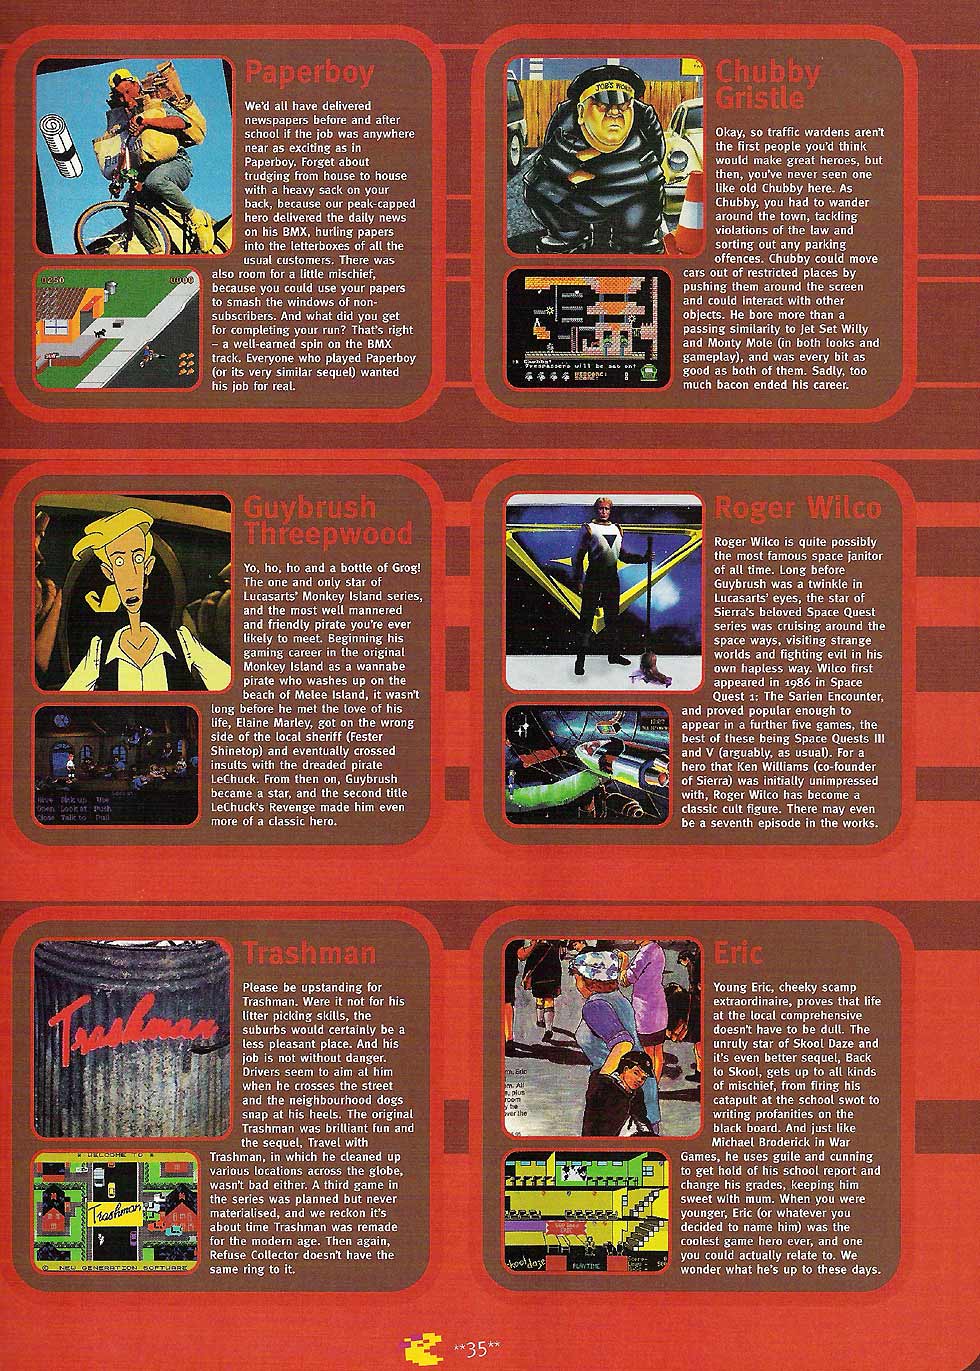 Paperboy
We'd all have delivered
newspapers before and after
school if the job was anywhere
near as exciting as in
Paperboy. Forget about
trudging from house to house
with a heavy sack on your
back, because our peak-capped
hero delivered the daily news
on his BMX, hurling papers
into the letterboxes of all the
usual customers. There was
also room for a little mischief,
because you could use your papers
to smash the windows of non-
subscribers. And what did you get
for completing your run? That's right
– a well-earned spin on the BMX
track. Everyone who played Paperboy
(or its very similar sequel) wanted
his job for real.
Chubby
Gristle
JOB'S WORTH
Okay, so traffic wardens aren't
the first people you'd think
would make great heroes, but
then, you've never seen one
like old Chubby here. As
Chubby, you had to wander
around the town, tackling
violations of the law and
sorting out any parking
offences. Chubby could move
cars out of restricted places by
pushing them around the screen
and could interact with other
objects. He bore more than a
passing similarity to Jet Set Willy
and Monty Mole (in both looks and
gameplay), and was every bit as
good as both of them. Sadly, too
much bacon ended his career.
Guybrush
Threepwood
Yo, ho, ho and a bottle of Grog!
The one and only star of
Lucasarts' Monkey Island series,
and the most well mannered
and friendly pirate you're ever
likely to meet. Beginning his
gaming career in the original
Monkey Island as a wannabe
pirate who washes up on the
beach of Melee Island, it wasn't
long before he met the love of his
life, Elaine Marley, got on the wrong
side of the local sheriff (Fester
Shinetop) and eventually crossed
insults with the dreaded pirate
LeChuck. From then on, Guybrush
became a star, and the second title
LeChuck's Revenge made him even
more of a classic hero.
Give Pick up Use
Open Look at Push
Close Talk to Pull
Roger Wilco
Roger Wilco is quite possibly
the most famous space janitor
of all time. Long before
Guybrush was a twinkle in
Lucasarts' eyes, the star of
Sierra's beloved Space Quest
series was cruising around the
space ways, visiting strange
worlds and fighting evil in his
own hapless way. Wilco first
appeared in 1986 in Space
Quest 1: The Sarien Encounter,
and proved popular enough to
appear in a further five games, the
best of these being Space Quests III
and V (arguably, as usual). For a
hero that Ken Williams (co-founder
of Sierra) was initially unimpressed
with, Roger Wilco has become a
classic cult figure. There may even
be a seventh episode in the works.
Trashman
Trashman
Please be upstanding for
Trashman. Were it not for his
litter picking skills, the
suburbs would certainly be a
less pleasant place. And his
job is not without danger.
Drivers seem to aim at him
when he crosses the street
and the neighbourhood dogs
snap at his heels. The original
Trashman was brilliant fun and
the sequel, Travel with
Trashman, in which he cleaned up
various locations across the globe,
wasn't bad either. A third game in
the series was planned but never
materialised, and we reckon it's
about time Trashman was remade
for the modern age. Then again,
Refuse Collector doesn't have the
same ring to it.
WELCOME TO
Trashman
© NEW GENERATION SOFTWARE
Eric
Young Eric, cheeky scamp
extraordinaire, proves that life
at the local comprehensive
doesn't have to be dull. The
unruly star of Skool Daze and
it's even better sequel, Back
to Skool, gets up to all kinds
of mischief, from firing his
catapult at the school swot to
writing profanities on the
black board. And just like
Michael Broderick in War
Games, he uses guile and cunning
to get hold of his school report and
change his grades, keeping him
sweet with mum. When you were
younger, Eric (or whatever you
decided to name him) was the
coolest game hero ever, and one
you could actually relate to. We
wonder what he's up to these days.
PLAYTIME
**35**